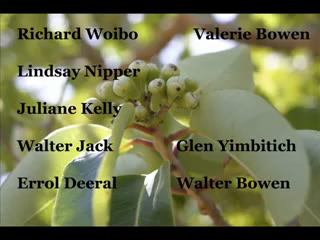 Richard Woibo Valerie Bowen
Lindsay Nipper
Juliane Kelly
Walter Jack Glen Yimbitich
Errol Deeral Walter Bowen